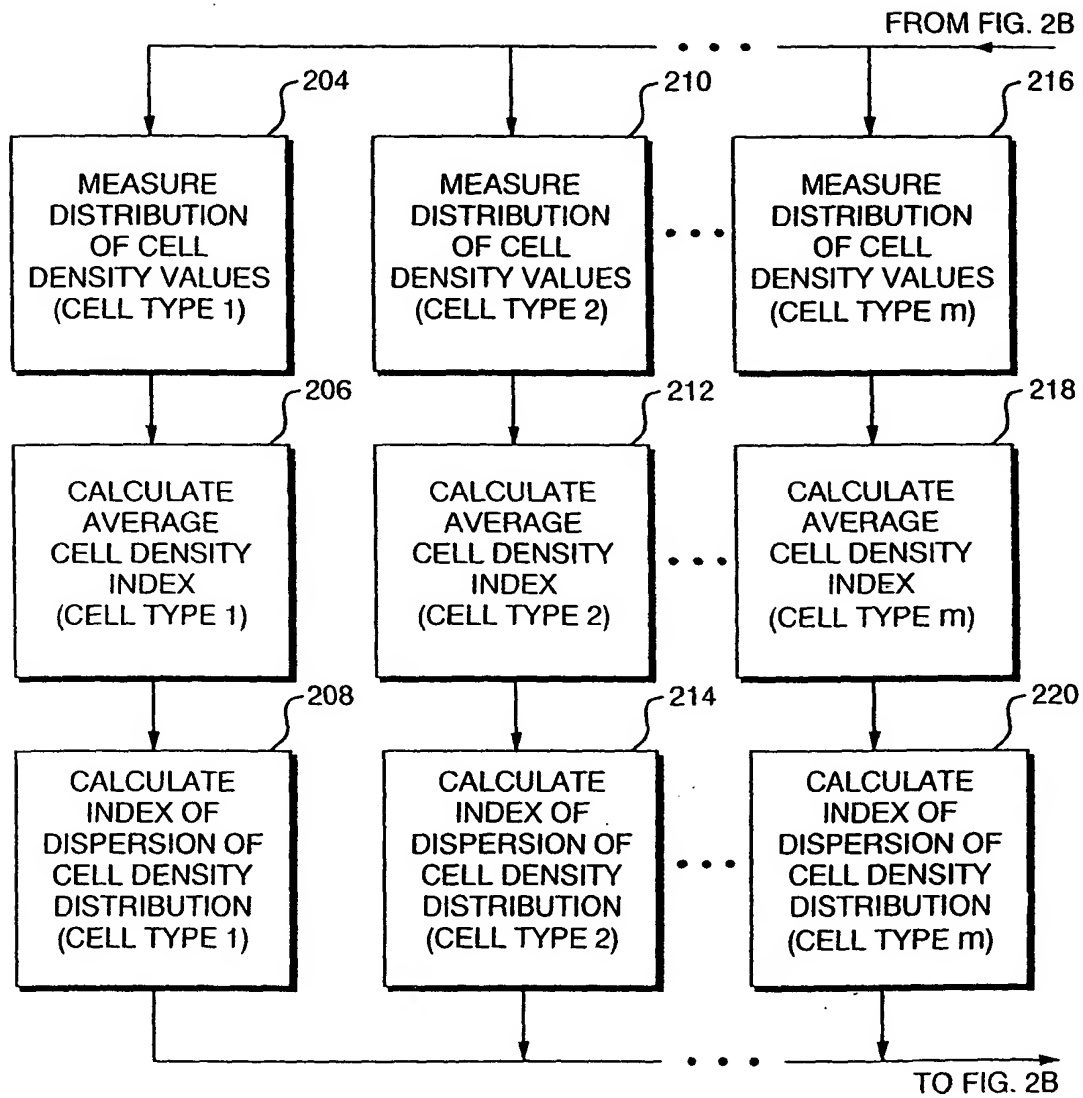 FROM FIG. 2B
204
210
216
MEASURE
DISTRIBUTION
OF CELL
DENSITY VALUES
(CELL TYPE 1)
MEASURE
DISTRIBUTION
OF CELL
DENSITY VALUES
(CELL TYPE 2)
MEASURE
DISTRIBUTION
OF CELL
DENSITY VALUES
(CELL TYPE m)
206
212
218
CALCULATE
AVERAGE
CELL DENSITY
INDEX
(CELL TYPE 1)
CALCULATE
AVERAGE
CELL DENSITY
INDEX
(CELL TYPE 2)
CALCULATE
AVERAGE
CELL DENSITY
INDEX
(CELL TYPE m)
208
214
220
CALCULATE
INDEX OF
DISPERSION OF
CELL DENSITY
DISTRIBUTION
(CELL TYPE 1)
CALCULATE
INDEX OF
DISPERSION OF
CELL DENSITY
DISTRIBUTION
(CELL TYPE 2)
CALCULATE
INDEX OF
DISPERSION OF
CELL DENSITY
DISTRIBUTION
(CELL TYPE m)
TO FIG. 2B